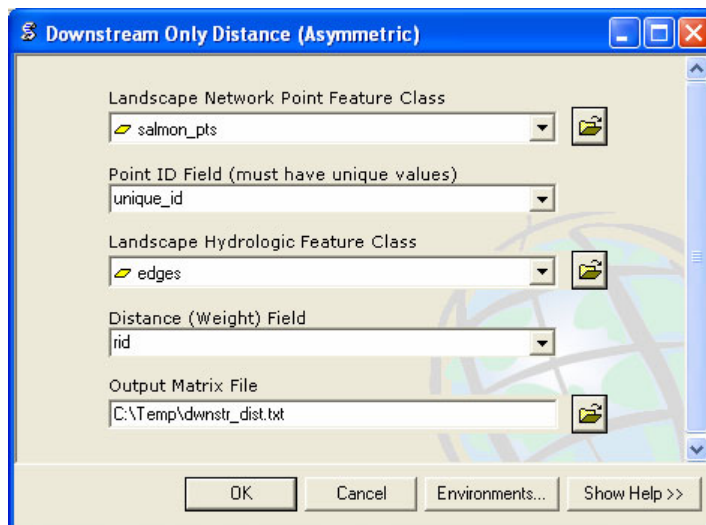 Downstream Only Distance (Asymmetric)
Landscape Network Point Feature Class
salmon_pts
Point ID Field (must have unique values)
unique_id
Landscape Hydrologic Feature Class
edges
Distance (Weight) Field
rid
Output Matrix File
C:\Temp\dwnstr_dist.txt
OK Cancel Environments... Show Help >>